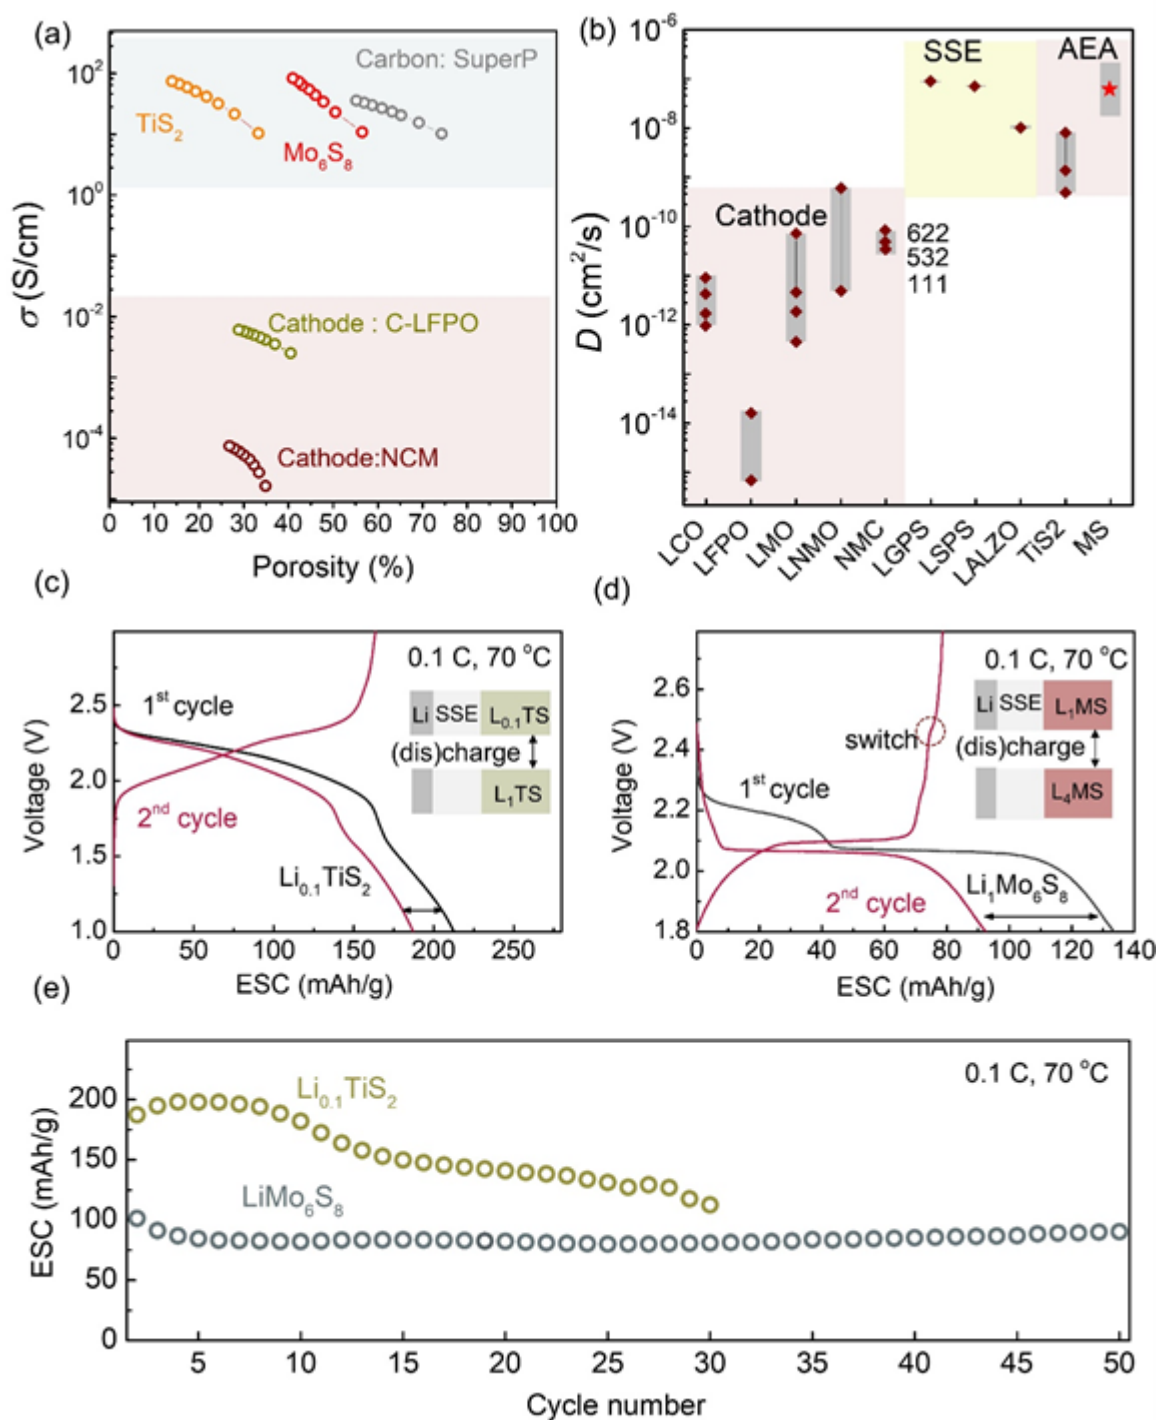 (a)
σ (S/cm)
10²
10⁰
10⁻²
10⁻⁴
Carbon: SuperP
TiS₂
Mo₆S₈
Cathode : C-LFPO
Cathode:NCM
0 10 20 30 40 50 60 70 80 90 100
Porosity (%)
(b)
D (cm²/s)
10⁻⁶
10⁻⁸
10⁻¹⁰
10⁻¹²
10⁻¹⁴
SSE
AEA
Cathode
622
532
111
LCO LFPO LMO LNMO NMC LGPS LSPS LALZO TiS2 MS
(c)
Voltage (V)
2.5
2.0
1.5
1.0
0.1 C, 70 °C
1ˢᵗ cycle
Li SSE L₀.₁TS
(dis)charge
L₁TS
2ⁿᵈ cycle
Li₀.₁TiS₂
0 50 100 150 200 250
ESC (mAh/g)
(d)
Voltage (V)
2.6
2.4
2.2
2.0
1.8
0.1 C, 70 °C
Li SSE L₁MS
switch
(dis)charge
L₄MS
1ˢᵗ cycle
Li₁Mo₆S₈
2ⁿᵈ cycle
0 20 40 60 80 100 120 140
ESC (mAh/g)
(e)
ESC (mAh/g)
200
150
100
50
0
0.1 C, 70 °C
Li₀.₁TiS₂
LiMo₆S₈
5 10 15 20 25 30 35 40 45 50
Cycle number